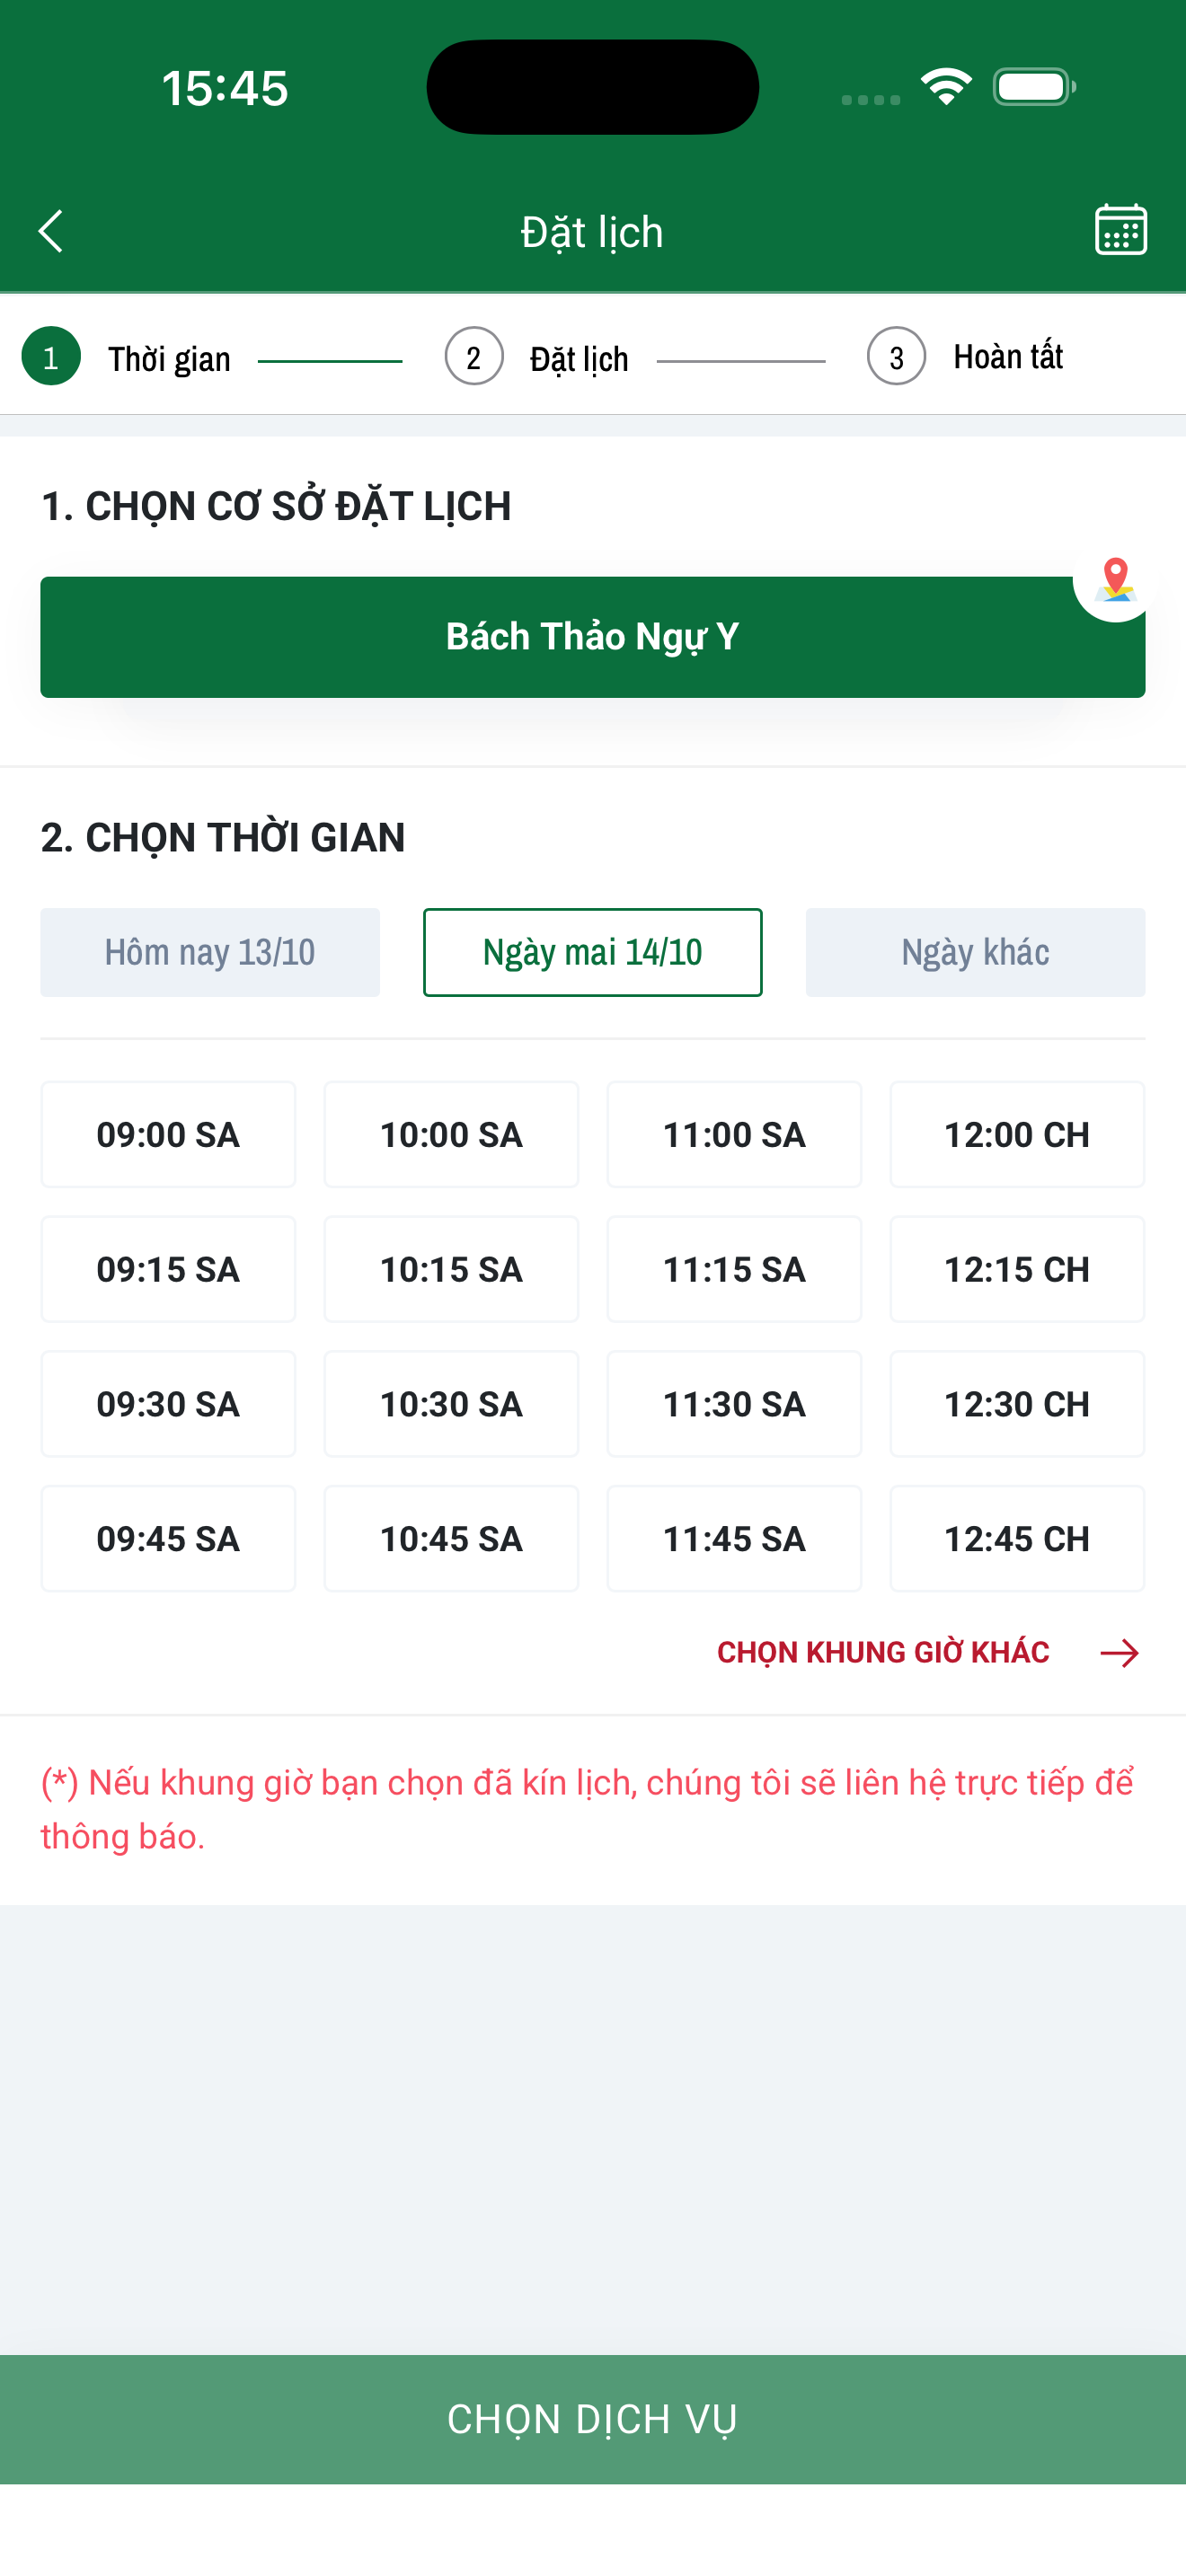 15:45
Đặt lịch
1 Thời gian 2 Đặt lịch 3 Hoàn tất
1. CHỌN CƠ SỞ ĐẶT LỊCH
Bách Thảo Ngự Y
2. CHỌN THỜI GIAN
Hôm nay 13/10 Ngày mai 14/10 Ngày khác
09:00 SA 10:00 SA 11:00 SA 12:00 CH
09:15 SA 10:15 SA 11:15 SA 12:15 CH
09:30 SA 10:30 SA 11:30 SA 12:30 CH
09:45 SA 10:45 SA 11:45 SA 12:45 CH
CHỌN KHUNG GIỜ KHÁC
(*) Nếu khung giờ bạn chọn đã kín lịch, chúng tôi sẽ liên hệ trực tiếp để
thông báo.
CHỌN DỊCH VỤ